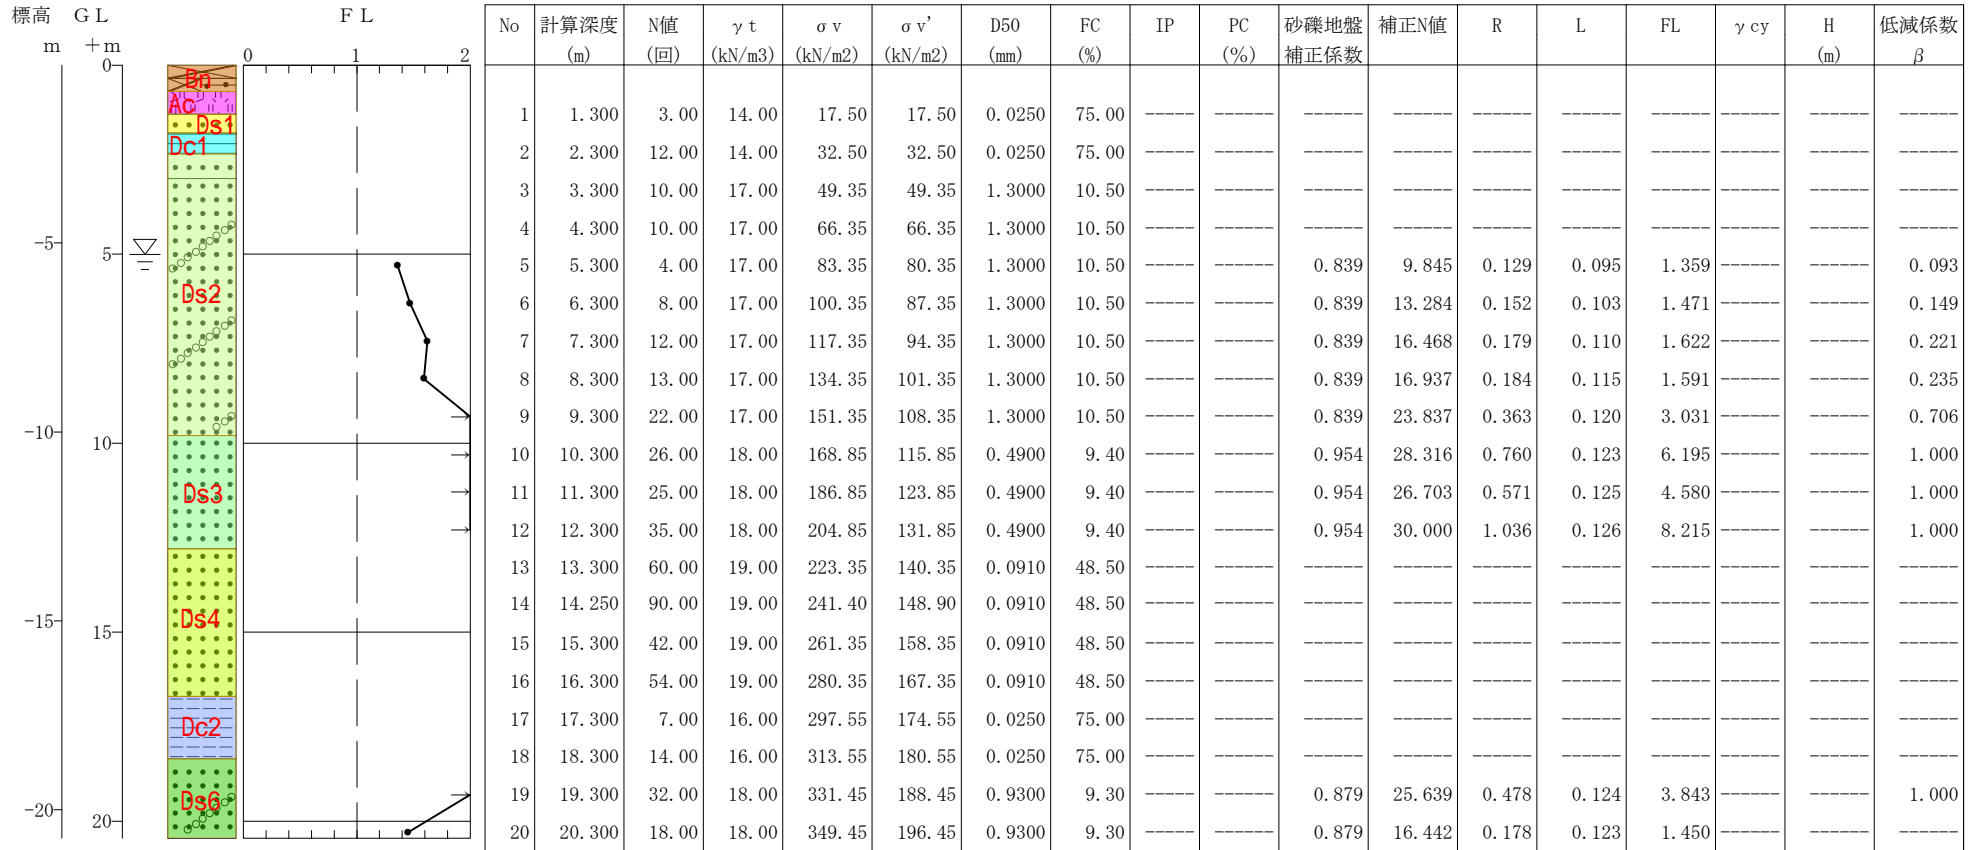 標高 GL FL No 計算深度 N値 γt σv σv' D50 FC IP PC 砂礫地盤 補正N値 R L FL γcy H 低減係数
m +m (m) (回) (kN/m3) (kN/m2) (kN/m2) (mm) (%) (%) 補正係数 (m) β
0 0 1 2
Bn
Ac
1 1.300 3.00 14.00 17.50 17.50 0.0250 75.00 ----- ------ ------ ------ ----- ----- ------ ------ ------ ------
Ds1
Dc1
2 2.300 12.00 14.00 32.50 32.50 0.0250 75.00 ----- ------ ------ ------ ----- ----- ------ ------ ------ ------
3 3.300 10.00 17.00 49.35 49.35 1.3000 10.50 ----- ------ ------ ------ ----- ----- ------ ------ ------ ------
4 4.300 10.00 17.00 66.35 66.35 1.3000 10.50 ----- ------ ------ ------ ----- ----- ------ ------ ------ ------
-5 5
5 5.300 4.00 17.00 83.35 80.35 1.3000 10.50 ----- ------ 0.839 9.845 0.129 0.095 1.359 ------ ------ 0.093
Ds2
6 6.300 8.00 17.00 100.35 87.35 1.3000 10.50 ----- ------ 0.839 13.284 0.152 0.103 1.471 ------ ------ 0.149
7 7.300 12.00 17.00 117.35 94.35 1.3000 10.50 ----- ------ 0.839 16.468 0.179 0.110 1.622 ------ ------ 0.221
8 8.300 13.00 17.00 134.35 101.35 1.3000 10.50 ----- ------ 0.839 16.937 0.184 0.115 1.591 ------ ------ 0.235
9 9.300 22.00 17.00 151.35 108.35 1.3000 10.50 ----- ------ 0.839 23.837 0.363 0.120 3.031 ------ ------ 0.706
-10 10
10 10.300 26.00 18.00 168.85 115.85 0.4900 9.40 ----- ------ 0.954 28.316 0.760 0.123 6.195 ------ ------ 1.000
Ds3
11 11.300 25.00 18.00 186.85 123.85 0.4900 9.40 ----- ------ 0.954 26.703 0.571 0.125 4.580 ------ ------ 1.000
12 12.300 35.00 18.00 204.85 131.85 0.4900 9.40 ----- ------ 0.954 30.000 1.036 0.126 8.215 ------ ------ 1.000
13 13.300 60.00 19.00 223.35 140.35 0.0910 48.50 ----- ------ ------ ------ ----- ----- ------ ------ ------ ------
14 14.250 90.00 19.00 241.40 148.90 0.0910 48.50 ----- ------ ------ ------ ----- ----- ------ ------ ------ ------
Ds4
-15 15
15 15.300 42.00 19.00 261.35 158.35 0.0910 48.50 ----- ------ ------ ------ ----- ----- ------ ------ ------ ------
16 16.300 54.00 19.00 280.35 167.35 0.0910 48.50 ----- ------ ------ ------ ----- ----- ------ ------ ------ ------
Dc2
17 17.300 7.00 16.00 297.55 174.55 0.0250 75.00 ----- ------ ------ ------ ----- ----- ------ ------ ------ ------
18 18.300 14.00 16.00 313.55 180.55 0.0250 75.00 ----- ------ ------ ------ ----- ----- ------ ------ ------ ------
Ds6
19 19.300 32.00 18.00 331.45 188.45 0.9300 9.30 ----- ------ 0.879 25.639 0.478 0.124 3.843 ------ ------ 1.000
-20 20
20 20.300 18.00 18.00 349.45 196.45 0.9300 9.30 ----- ------ 0.879 16.442 0.178 0.123 1.450 ------ ------ ------